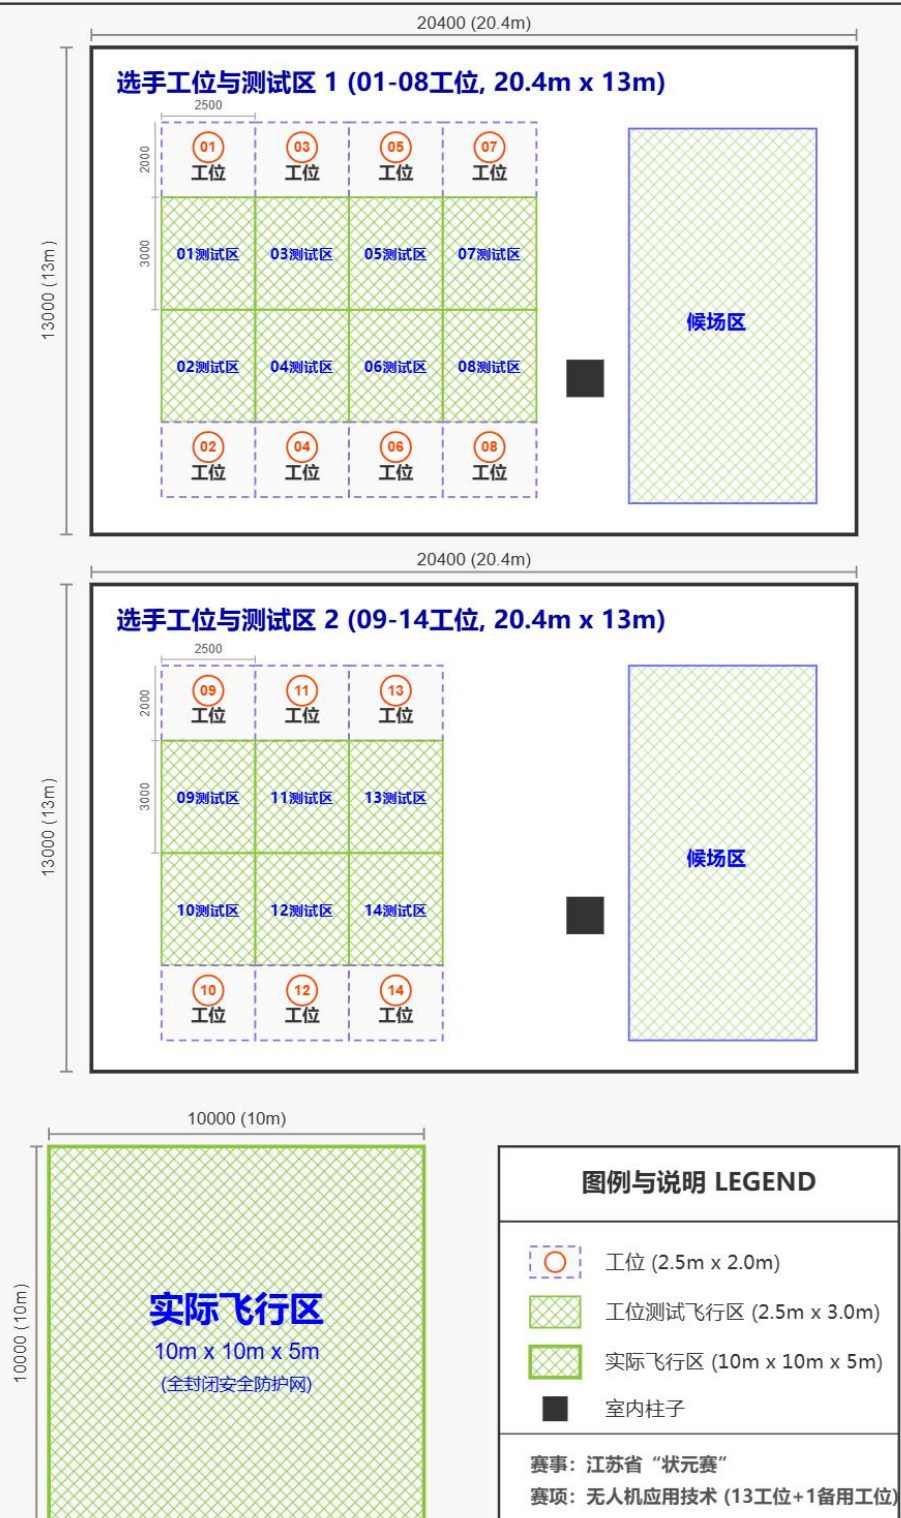 20400 (20.4m)
选手工位与测试区 1 (01-08工位, 20.4m x 13m)
2500
2000
01 03 05 07
工位 工位 工位 工位
3000
01测试区 03测试区 05测试区 07测试区
13000 (13m)
候场区
02测试区 04测试区 06测试区 08测试区
02 04 06 08
工位 工位 工位 工位
20400 (20.4m)
选手工位与测试区 2 (09-14工位, 20.4m x 13m)
2500
2000
09 11 13
工位 工位 工位
3000
09测试区 11测试区 13测试区
13000 (13m)
候场区
10测试区 12测试区 14测试区
10 12 14
工位 工位 工位
10000 (10m)
10000 (10m)
实际飞行区
10m x 10m x 5m
(全封闭安全防护网)
图例与说明 LEGEND
工位 (2.5m x 2.0m)
工位测试飞行区 (2.5m x 3.0m)
实际飞行区 (10m x 10m x 5m)
室内柱子
赛事：江苏省“状元赛”
赛项：无人机应用技术 (13工位+1备用工位)